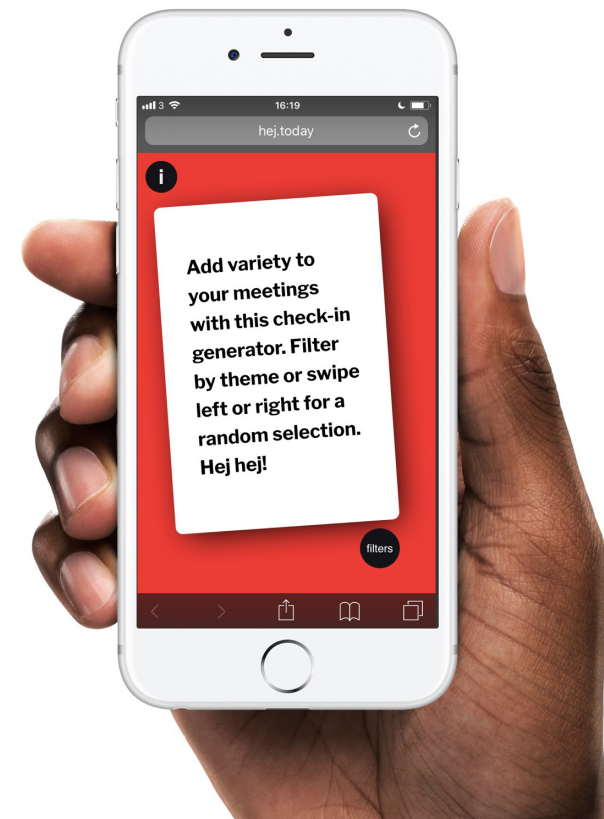 3 16:19
hej.today
i
Add variety to
your meetings
with this check-in
generator. Filter
by theme or swipe
left or right for a
random selection.
Hej hej!
filters